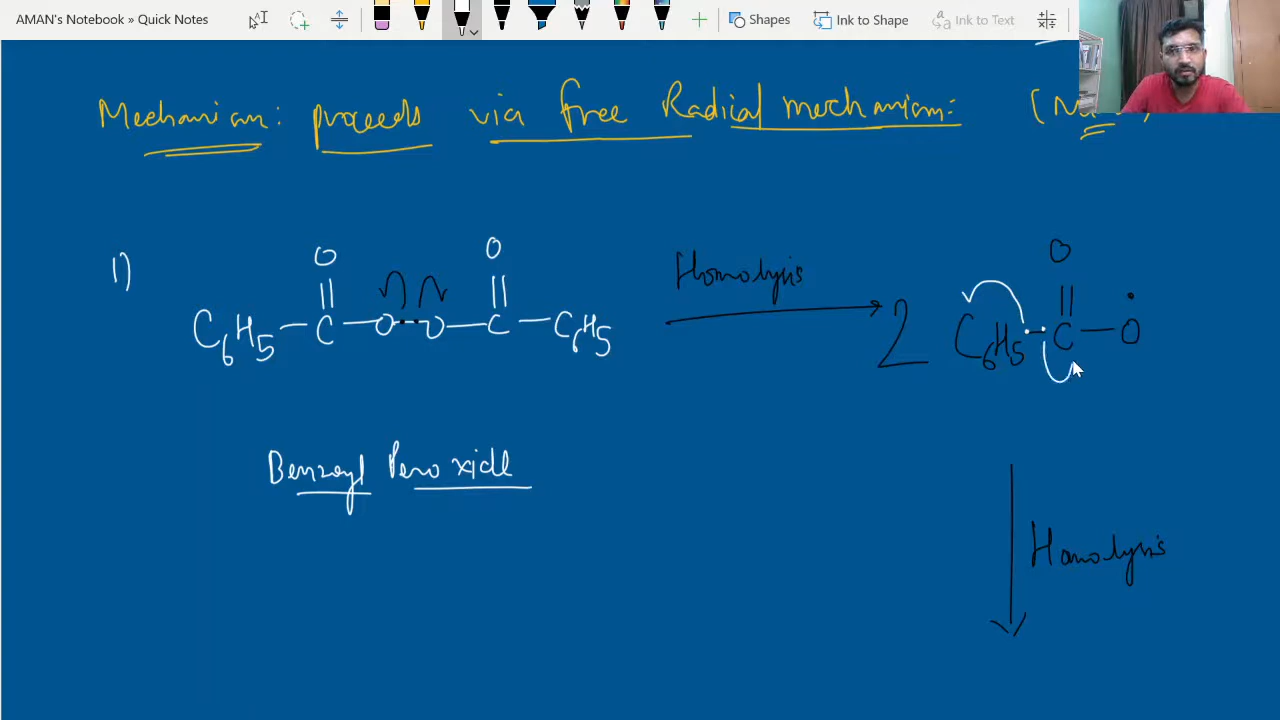 AMAN's Notebook » Quick Notes
Shapes
Ink to Shape
Ink to Text
Mechanism: proceeds via free Radical mechanism:
1)
O O
C6H5 – C – O – O – C – C6H5
Homolysis
O
2 C6H5 – C – O
Benzoyl Peroxide
Homolysis